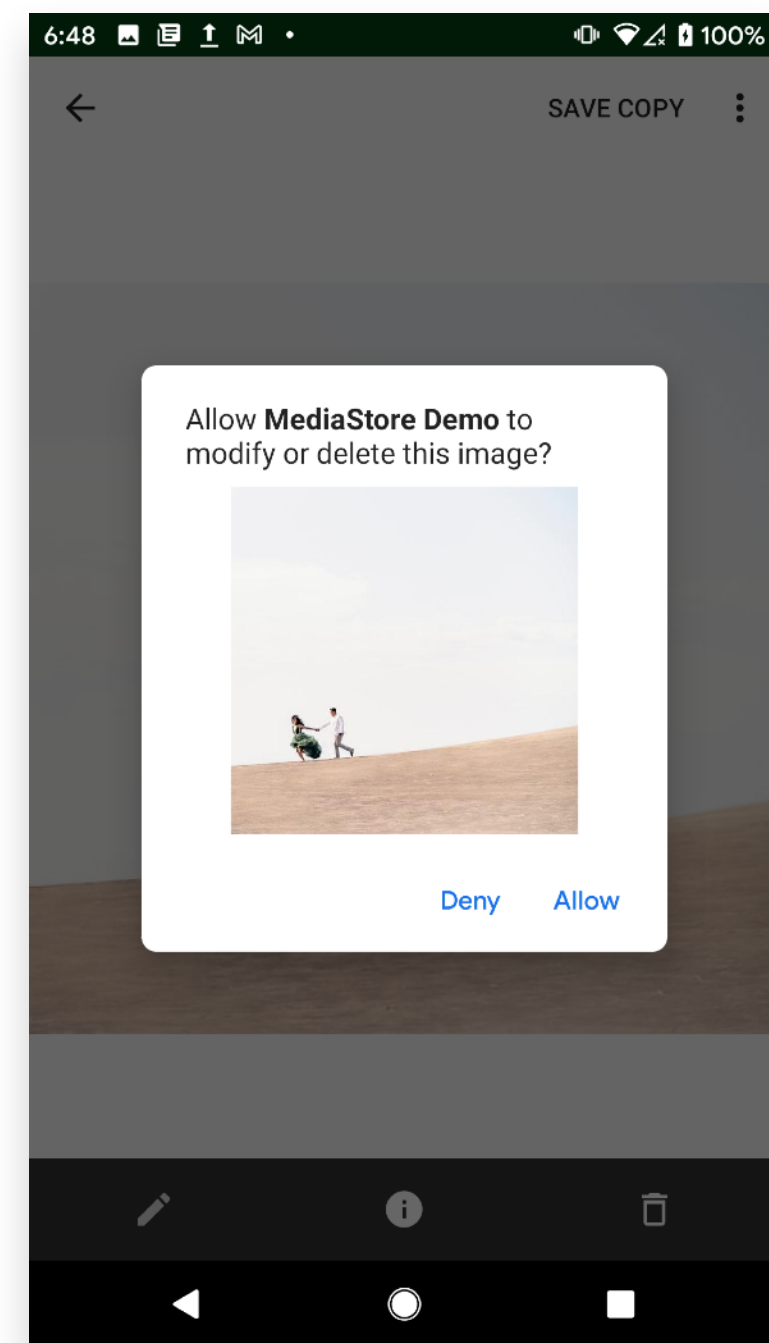 6:48
100%
SAVE COPY
Allow MediaStore Demo to
modify or delete this image?
Deny Allow